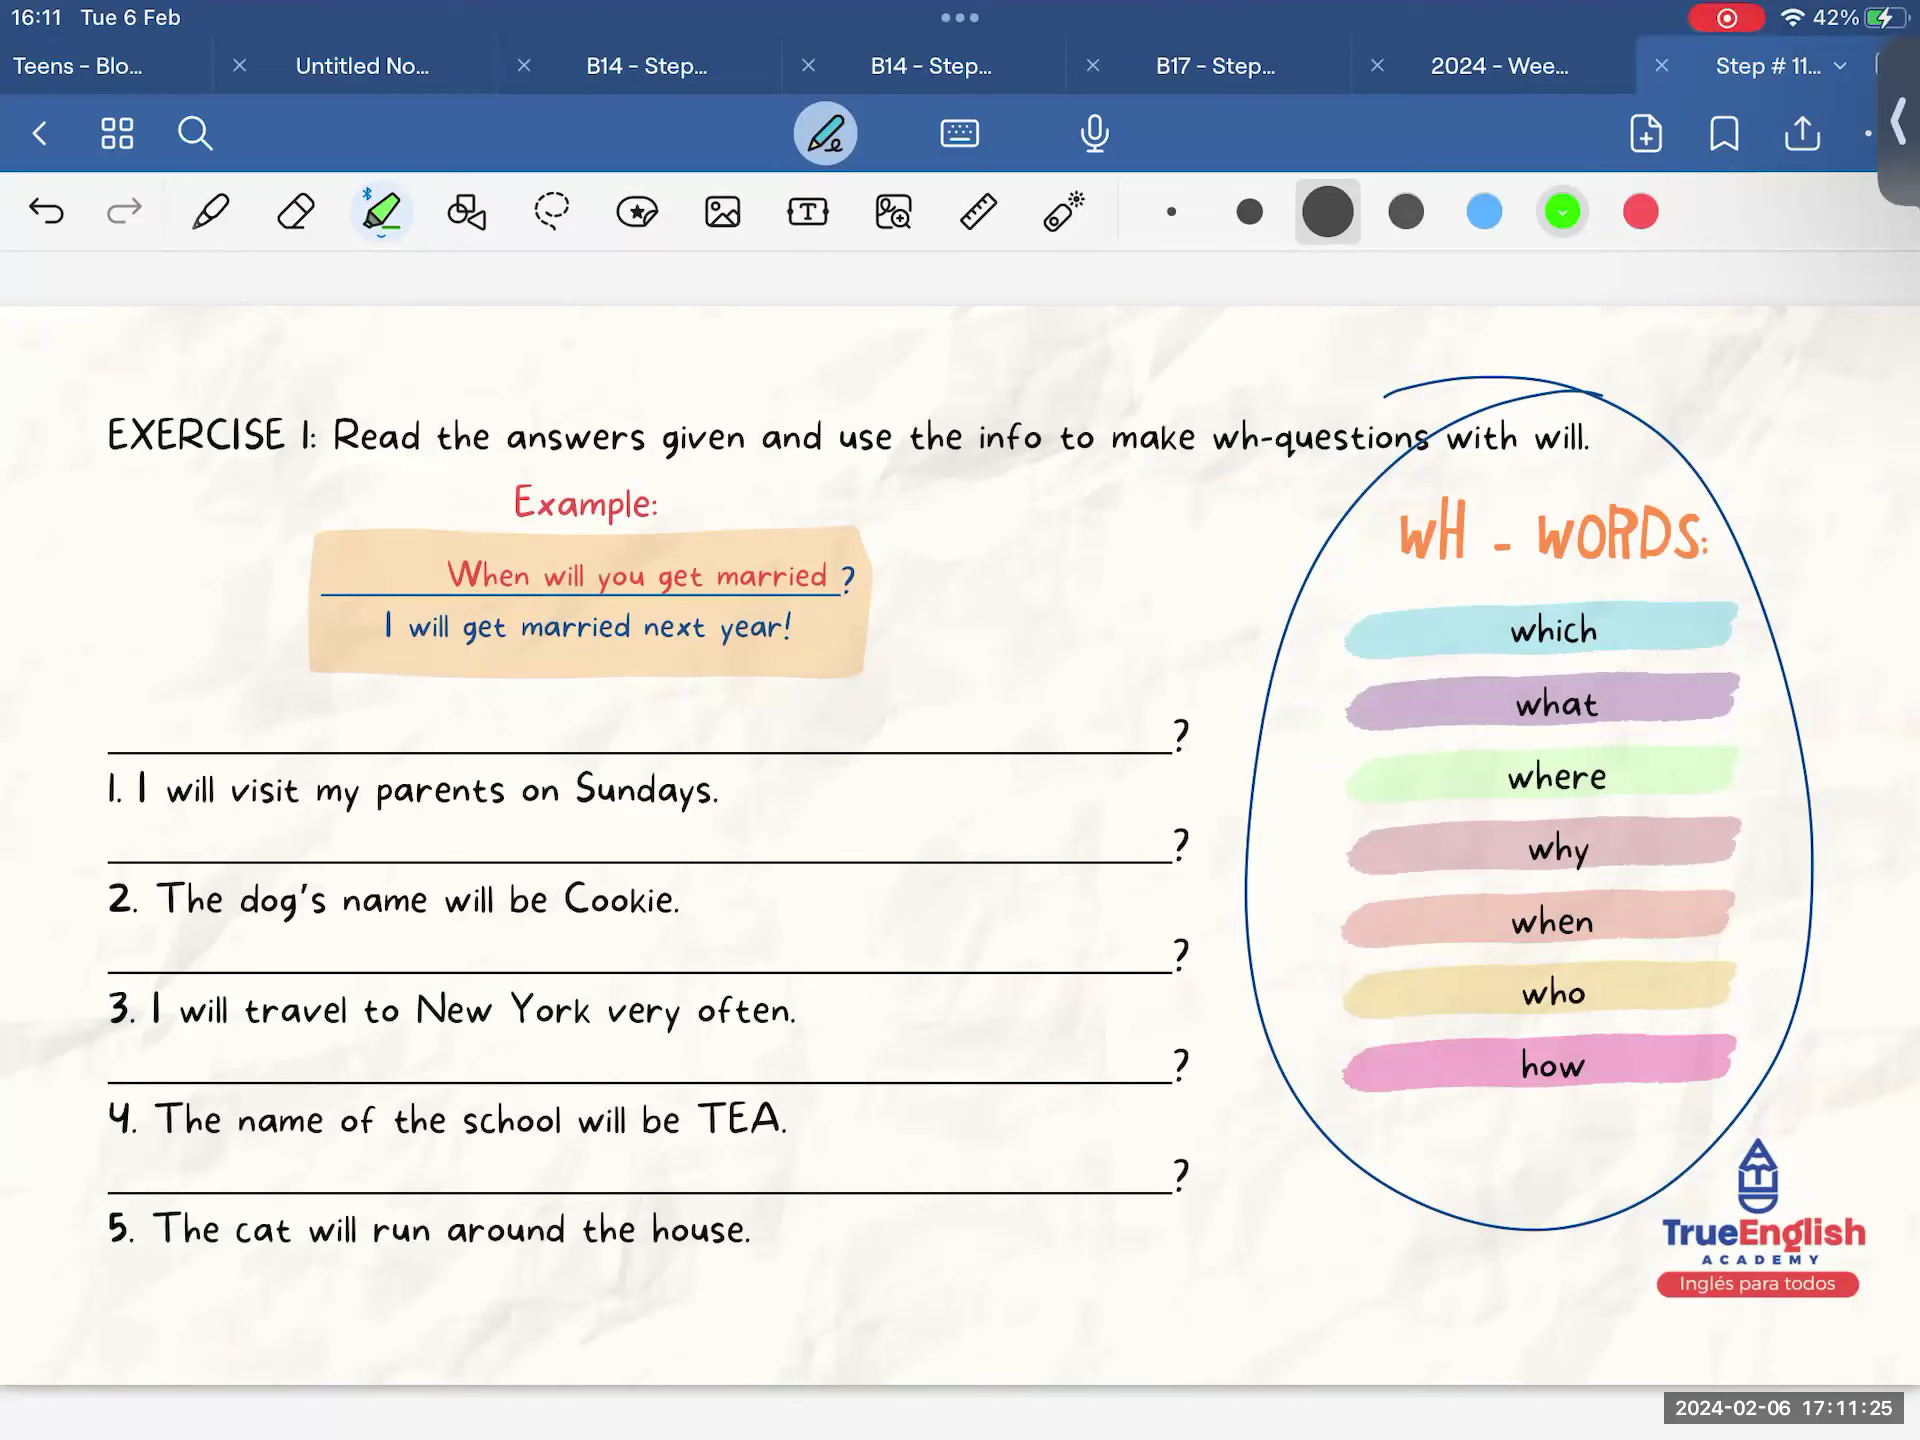 16:11 Tue 6 Feb
42%
Teens – Blo...
Untitled No...
B14 – Step...
B14 – Step...
B17 – Step...
2024 – Wee...
Step # 11...
EXERCISE 1: Read the answers given and use the info to make wh-questions with will.
Example:
When will you get married?
I will get married next year!
?
1. I will visit my parents on Sundays.
?
2. The dog's name will be Cookie.
?
3. I will travel to New York very often.
?
4. The name of the school will be TEA.
?
5. The cat will run around the house.
WH - WORDS:
which
what
where
why
when
who
how
TrueEnglish
ACADEMY
Inglés para todos
2024-02-06 17:11:25